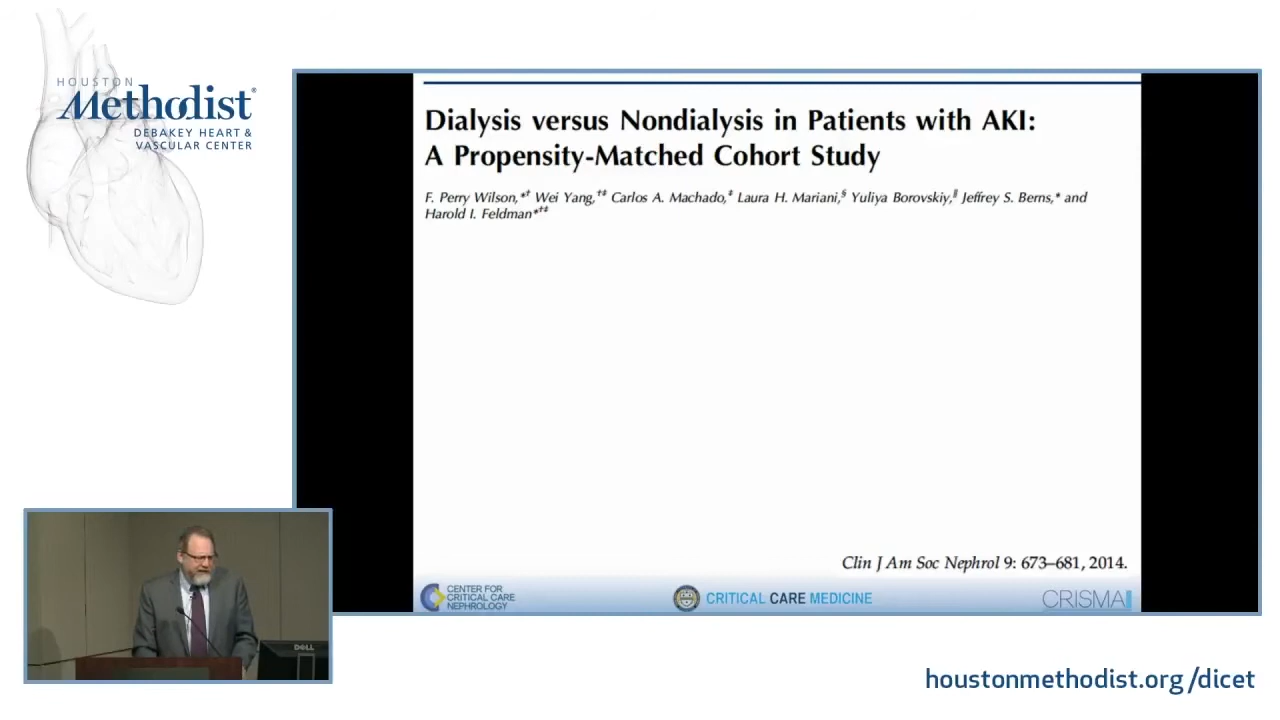 HOUSTON
Methodist®
DEBAKEY HEART &
VASCULAR CENTER
Dialysis versus Nondialysis in Patients with AKI:
A Propensity-Matched Cohort Study
F. Perry Wilson,*† Wei Yang,†‡ Carlos A. Machado,‡ Laura H. Mariani,§ Yuliya Borovskiy,‖ Jeffrey S. Berns,* and
Harold I. Feldman*†‡
Clin J Am Soc Nephrol 9: 673–681, 2014.
CENTER FOR
CRITICAL CARE
NEPHROLOGY
CRITICAL CARE MEDICINE
CRISMA
DELL
houstonmethodist.org/dicet